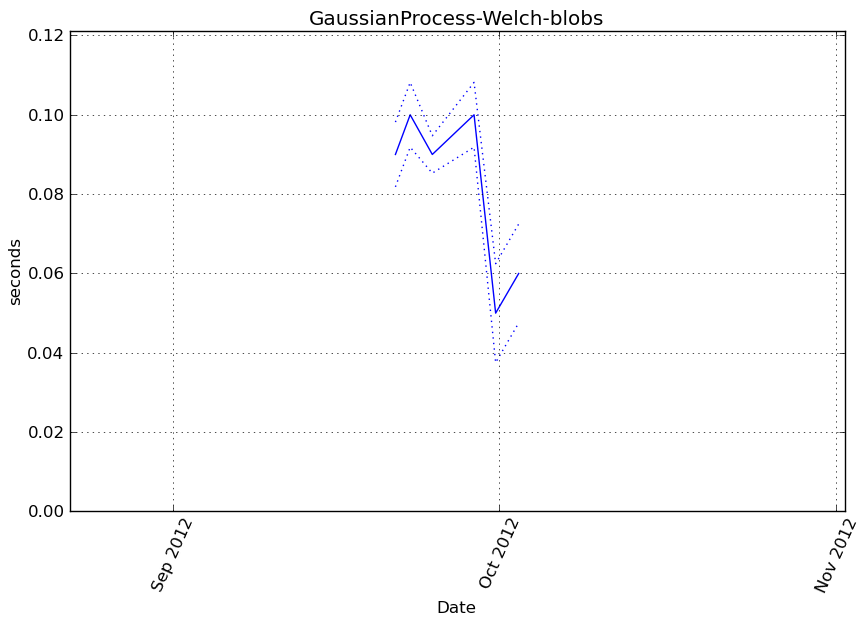 GaussianProcess-Welch-blobs
0.12
0.10
0.08
0.06
0.04
0.02
0.00
seconds
Sep 2012
Oct 2012
Nov 2012
Date